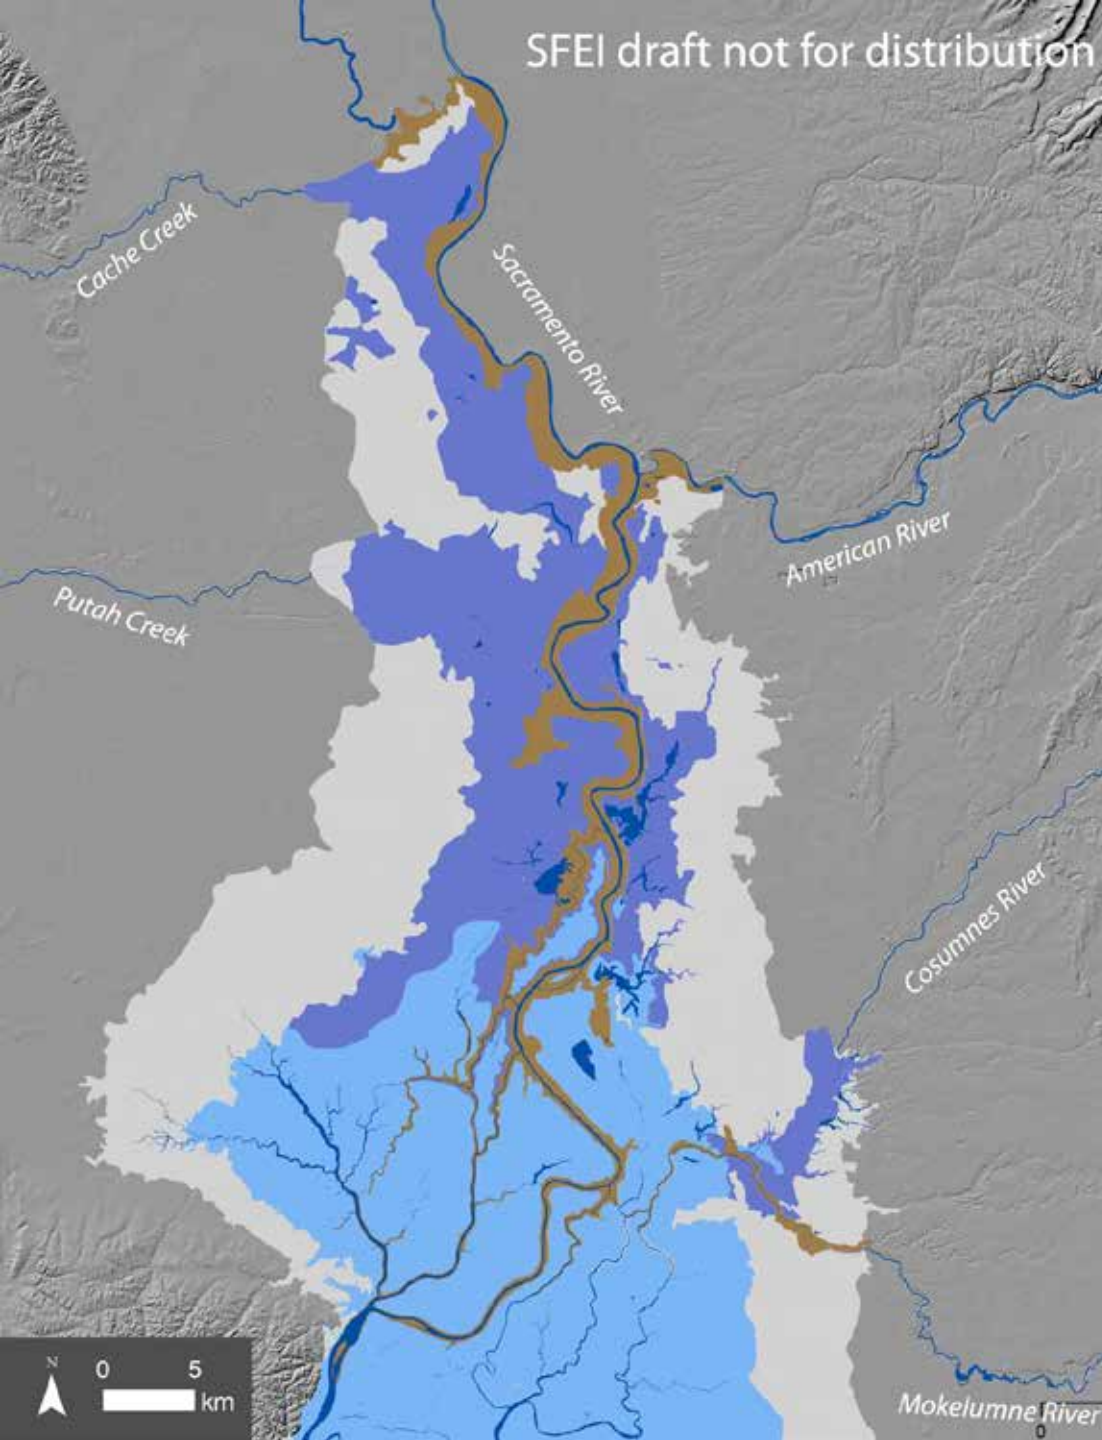 SFEI draft not for distribution
Cache Creek
Sacramento River
American River
Putah Creek
Cosumnes River
N
0 5
km
Mokelumne River
0